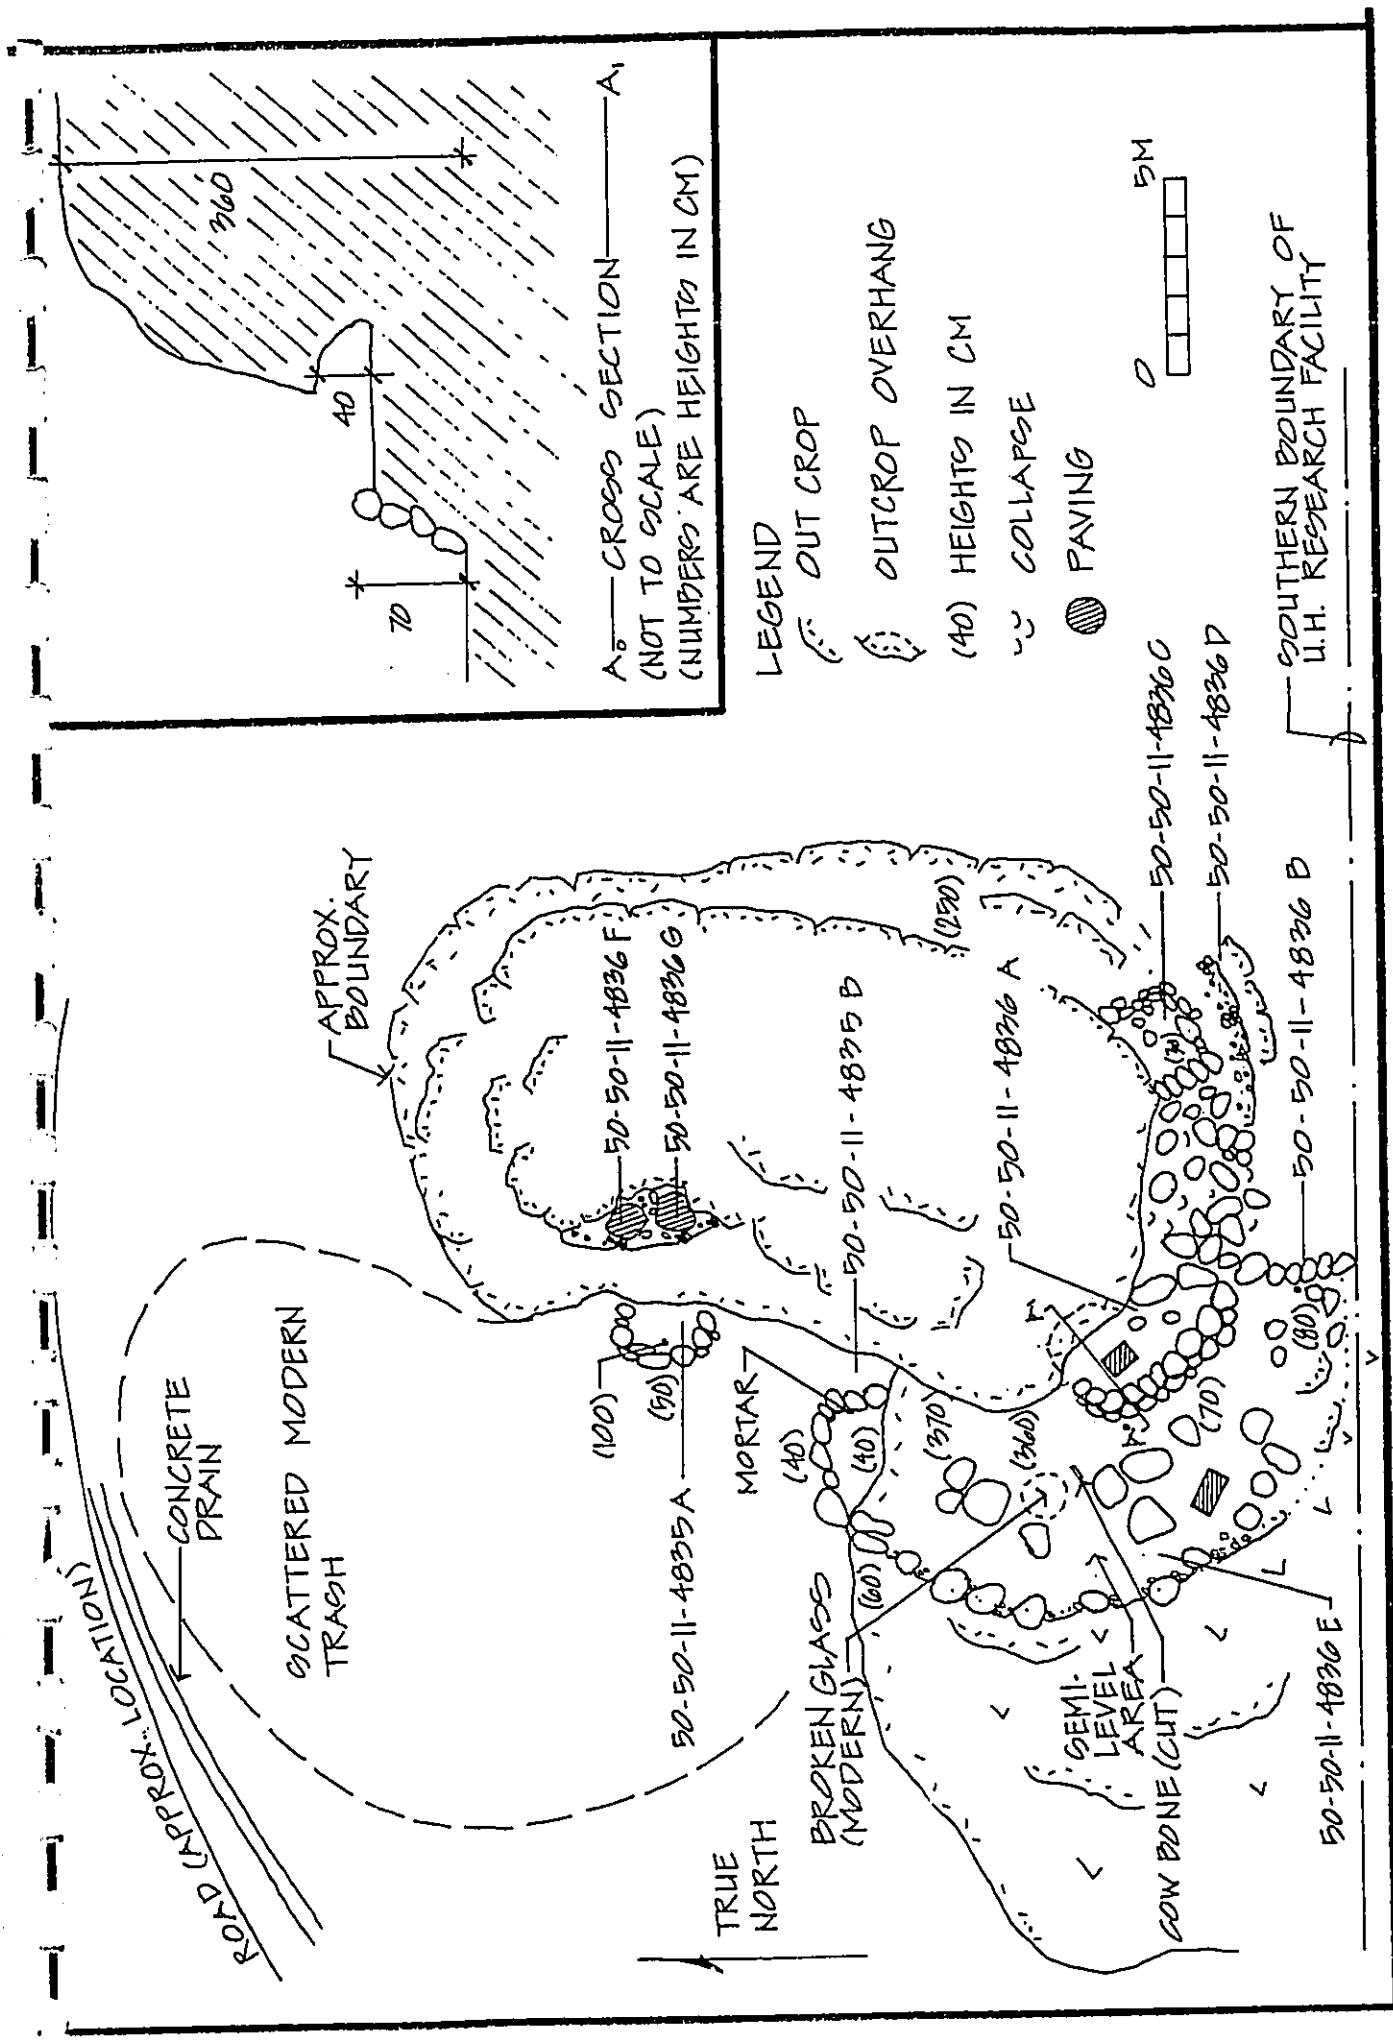 ROAD (APPROX. LOCATION)
CONCRETE
DRAIN
SCATTERED MODERN
TRASH
APPROX.
BOUNDARY
360
40
70
A₀ CROSS SECTION A₁
(NOT TO SCALE)
(NUMBERS ARE HEIGHTS IN CM)
LEGEND
OUT CROP
OUTCROP OVERHANG
(40) HEIGHTS IN CM
COLLAPSE
PAVING
0 5M
SOUTHERN BOUNDARY OF
U.H. RESEARCH FACILITY
50-50-11-4836 F
50-50-11-4836 G
(100)
(50)
50-50-11-4835 A
(250)
MORTAR
50-50-11-4835 B
(40)
(40)
(370)
(360)
(60)
50-50-11-4836 A
50-50-11-4836 C
50-50-11-4836 D
50-50-11-4836 B
(70)
(70)
(80)
TRUE
NORTH
BROKEN GLASS
(MODERN)
SEMI-
LEVEL
AREA
COW BONE (CUT)
50-50-11-4836 E